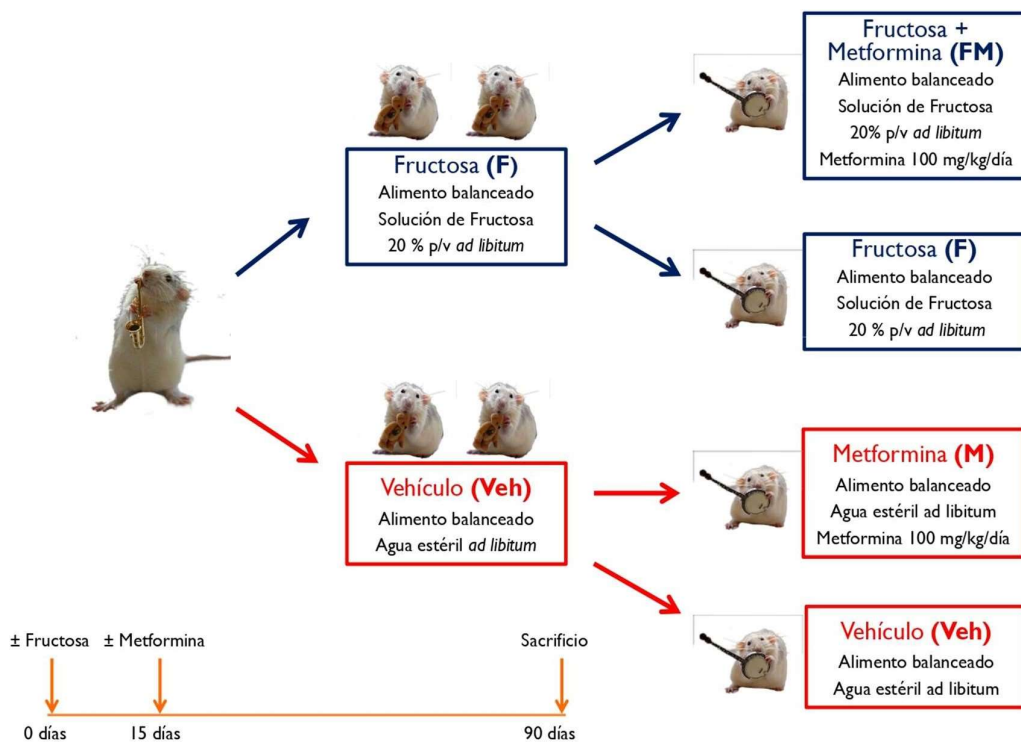 Fructosa (F)
Alimento balanceado
Solución de Fructosa
20 % p/v ad libitum
Vehículo (Veh)
Alimento balanceado
Agua estéril ad libitum
Fructosa +
Metformina (FM)
Alimento balanceado
Solución de Fructosa
20% p/v ad libitum
Metformina 100 mg/kg/día
Fructosa (F)
Alimento balanceado
Solución de Fructosa
20 % p/v ad libitum
Metformina (M)
Alimento balanceado
Agua estéril ad libitum
Metformina 100 mg/kg/día
Vehículo (Veh)
Alimento balanceado
Agua estéril ad libitum
± Fructosa ± Metformina Sacrificio
0 días 15 días 90 días